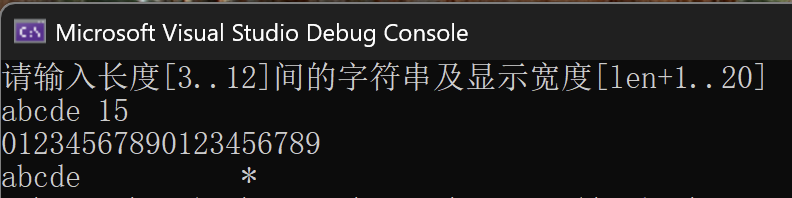 C:\
Microsoft Visual Studio Debug Console
请输入长度[3..12]间的字符串及显示宽度[len+1..20]
abcde 15
01234567890123456789
abcde          *